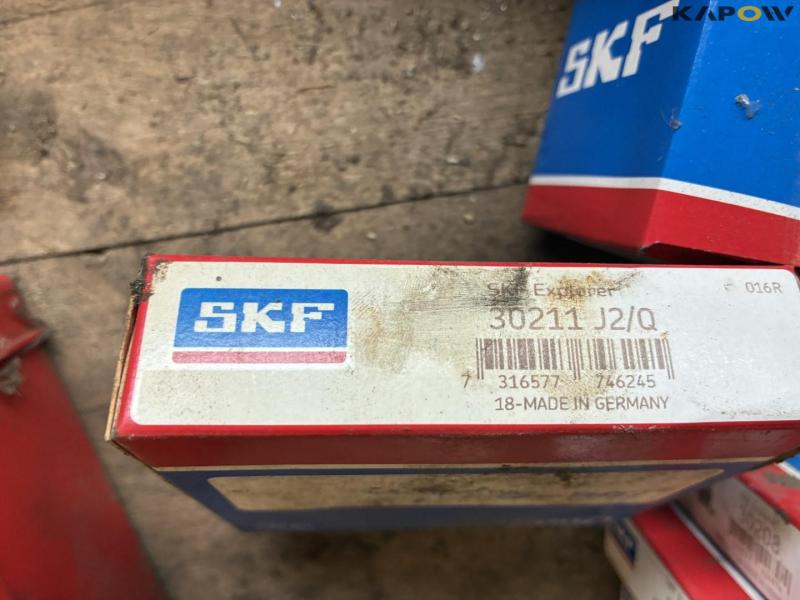 KAPOW
SKF
SKF
SKF Explorer
016R
30211 J2/Q
7 316577 746245
18-MADE IN GERMANY